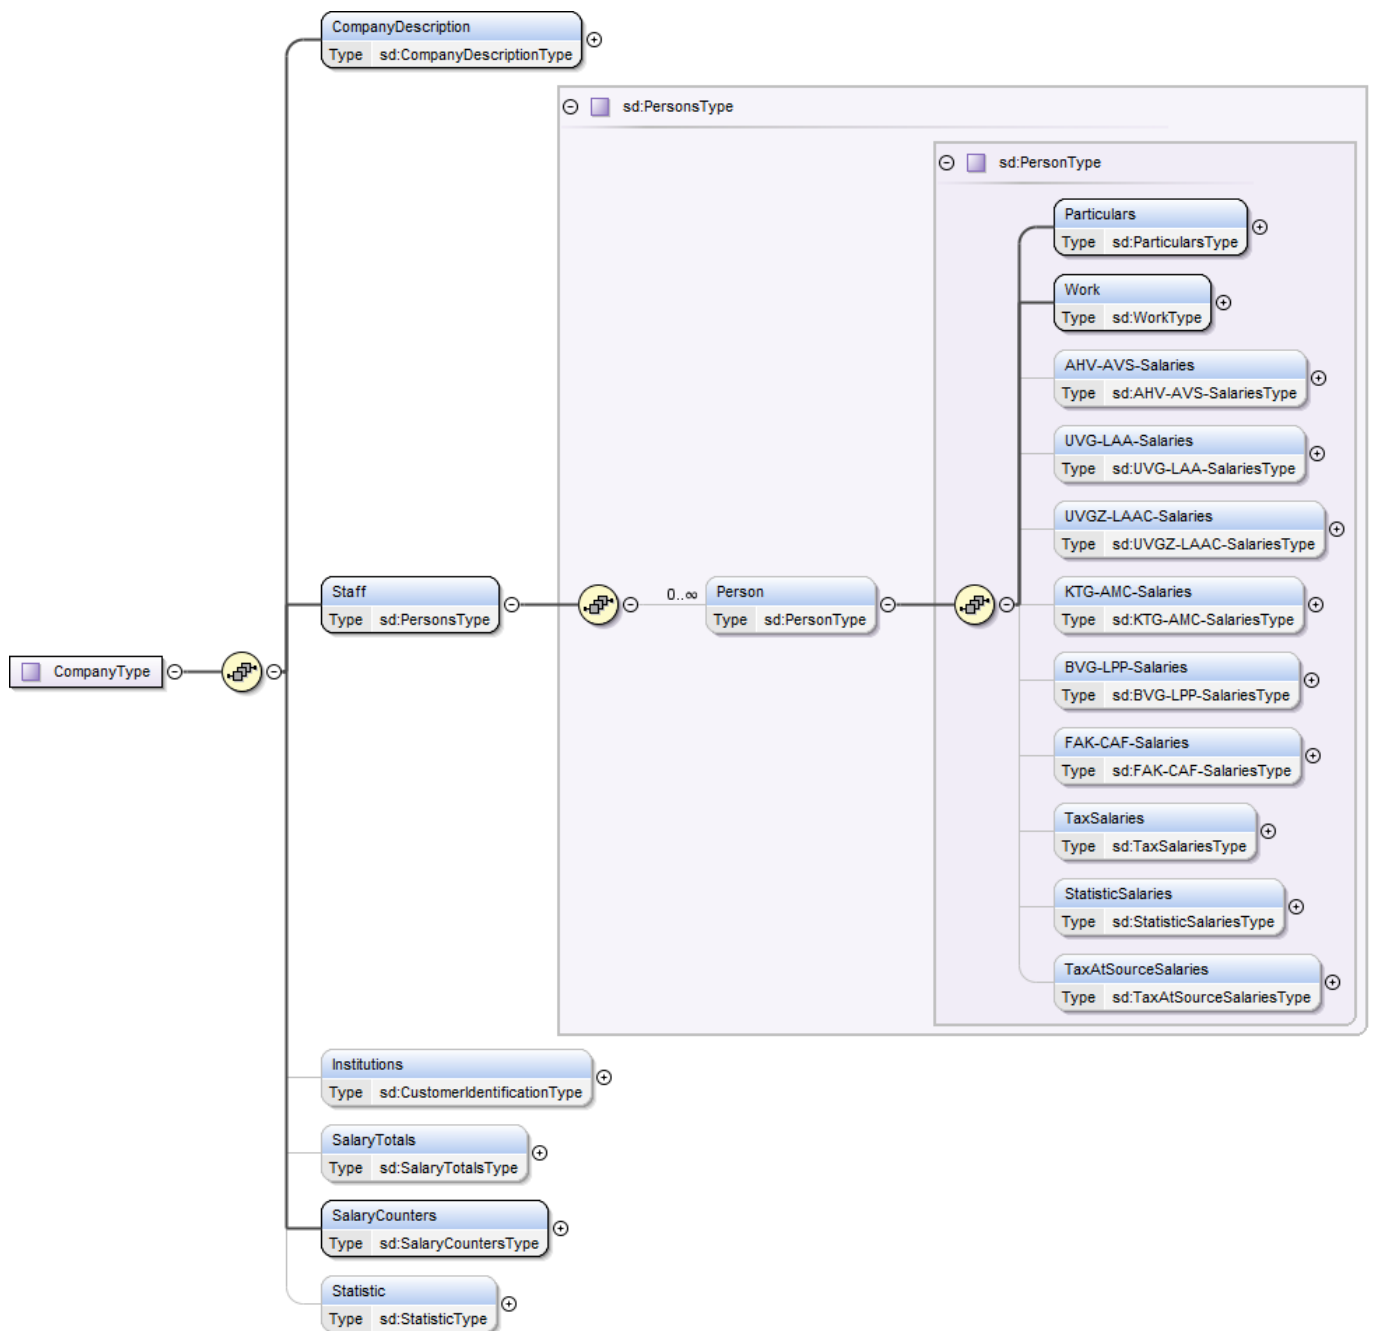 CompanyDescription
Type sd:CompanyDescriptionType
sd:PersonsType
sd:PersonType
Particulars
Type sd:ParticularsType
Work
Type sd:WorkType
AHV-AVS-Salaries
Type sd:AHV-AVS-SalariesType
UVG-LAA-Salaries
Type sd:UVG-LAA-SalariesType
UVGZ-LAAC-Salaries
Type sd:UVGZ-LAAC-SalariesType
Staff
Type sd:PersonsType
0..∞
Person
Type sd:PersonType
KTG-AMC-Salaries
Type sd:KTG-AMC-SalariesType
CompanyType
BVG-LPP-Salaries
Type sd:BVG-LPP-SalariesType
FAK-CAF-Salaries
Type sd:FAK-CAF-SalariesType
TaxSalaries
Type sd:TaxSalariesType
StatisticSalaries
Type sd:StatisticSalariesType
TaxAtSourceSalaries
Type sd:TaxAtSourceSalariesType
Institutions
Type sd:CustomerIdentificationType
SalaryTotals
Type sd:SalaryTotalsType
SalaryCounters
Type sd:SalaryCountersType
Statistic
Type sd:StatisticType